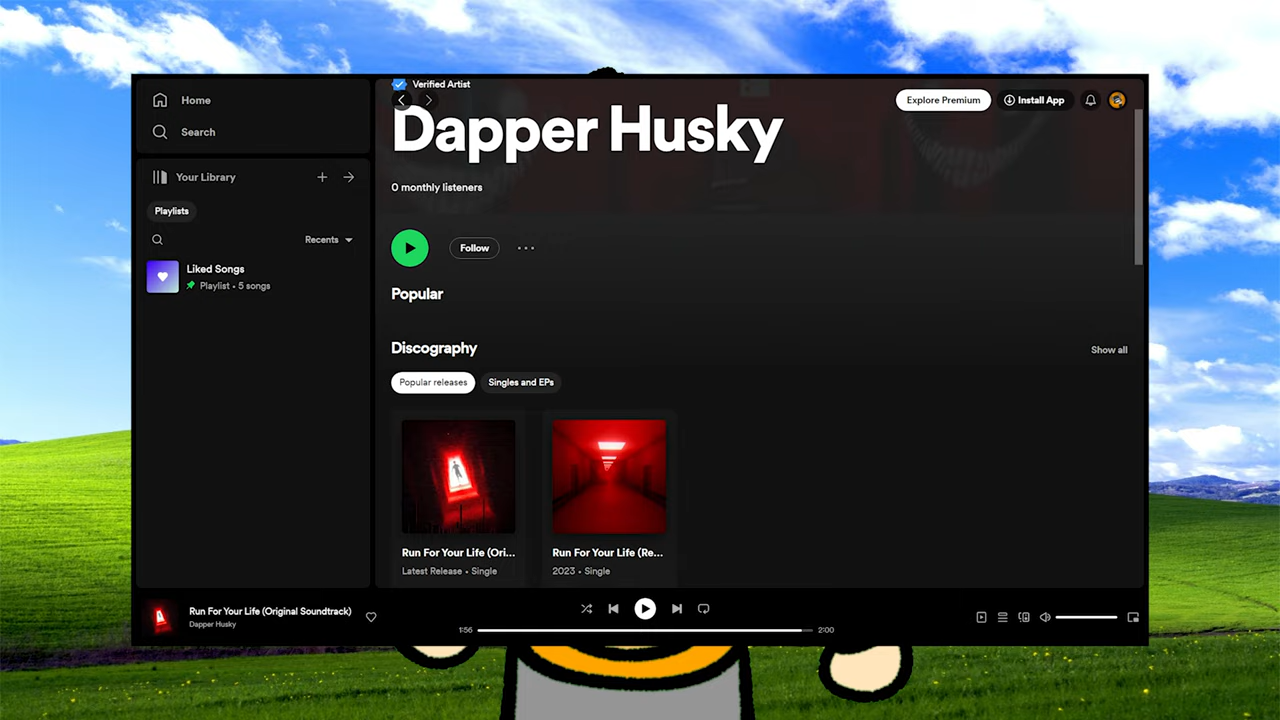 Home
Search
Your Library
Playlists
Recents
Liked Songs
Playlist • 5 songs
Verified Artist
Explore Premium
Install App
Dapper Husky
0 monthly listeners
Follow
Popular
Discography
Show all
Popular releases
Singles and EPs
Run For Your Life (Ori...
Latest Release • Single
Run For Your Life (Re...
2023 • Single
Run For Your Life (Original Soundtrack)
Dapper Husky
1:56
2:00